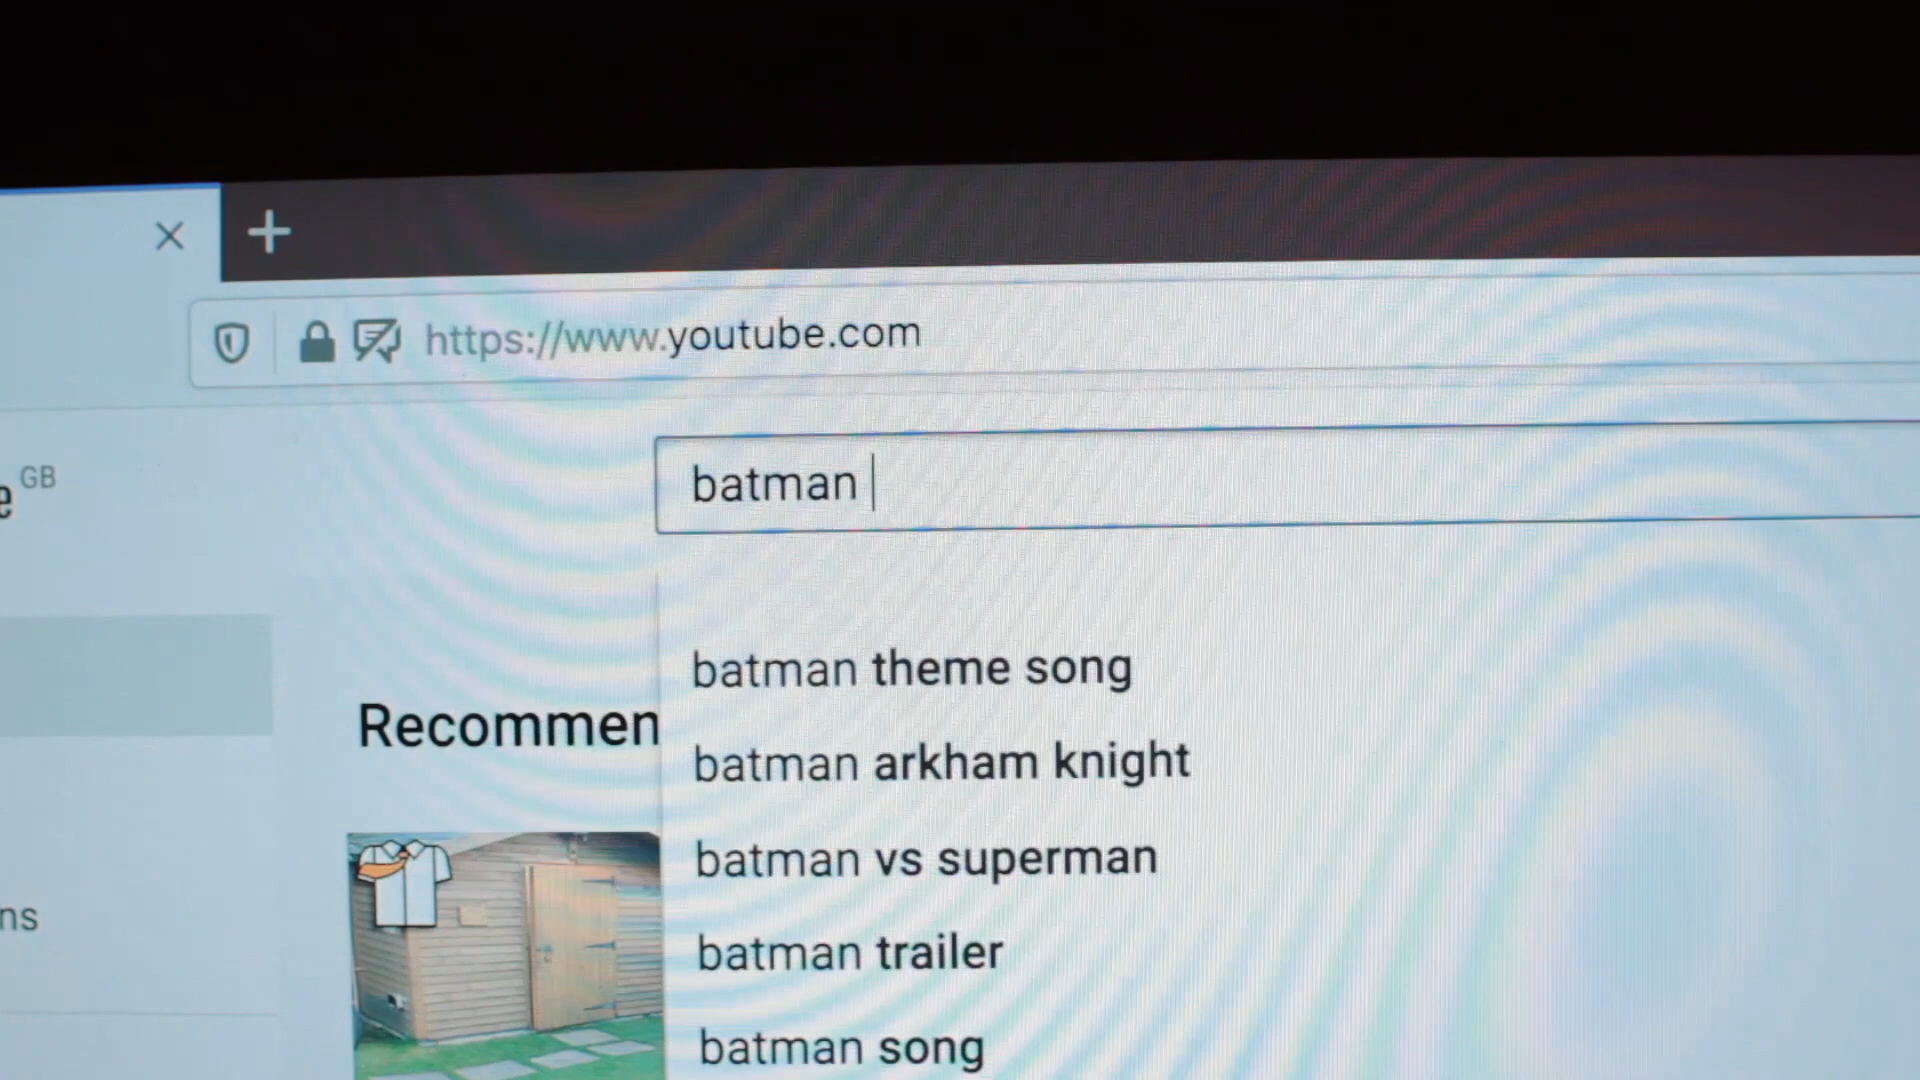 https://www.youtube.com
GB
batman
batman theme song
Recommen
batman arkham knight
batman vs superman
ns
batman trailer
batman song